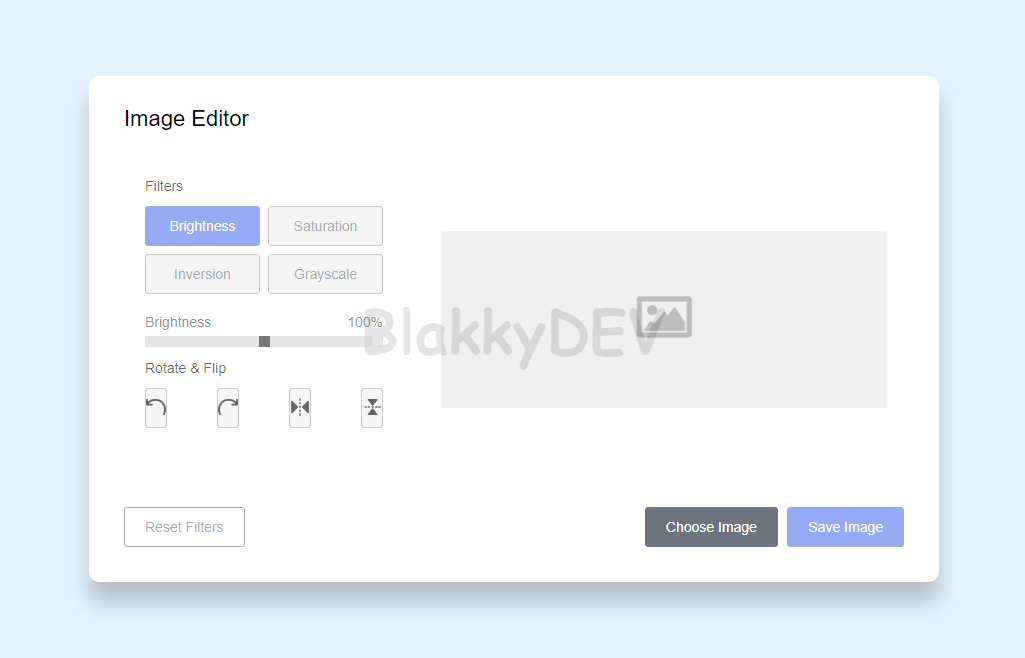 Image Editor
Filters
Brightness Saturation
Inversion Grayscale
Brightness 100%
BlakkyDEV
Rotate & Flip
Reset Filters Choose Image Save Image